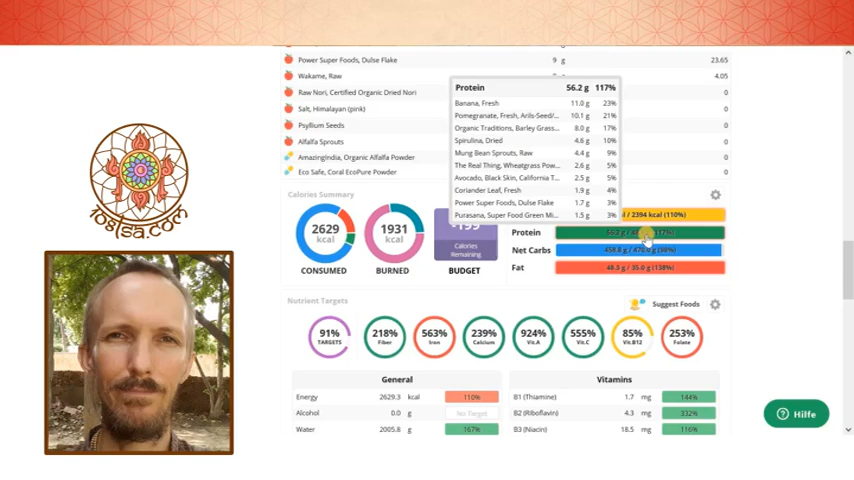 Power Super Foods, Dulse Flake 9 g 23.65
Wakame, Raw 4.05
Raw Nori, Certified Organic Dried Nori 0
Salt, Himalayan (pink) 0
Psyllium Seeds 0
Alfalfa Sprouts 0
AmazingIndia, Organic Alfalfa Powder 0
Eco Safe, Coral EcoPure Powder 0
Protein 56.2 g 117%
Banana, Fresh 11.0 g 23%
Pomegranate, Fresh, Arils-Seed/... 10.1 g 21%
Organic Traditions, Barley Grass... 8.0 g 17%
Spirulina, Dried 4.6 g 10%
Mung Bean Sprouts, Raw 4.4 g 9%
The Real Thing, Wheatgrass Pow... 2.6 g 5%
Avocado, Black Skin, California T... 2.5 g 5%
Coriander Leaf, Fresh 1.9 g 4%
Power Super Foods, Dulse Flake 1.7 g 3%
Purasana, Super Food Green Mi... 1.5 g 3%
108lsa.com
Calories Summary
2629 kcal
CONSUMED
1931 kcal
BURNED
-199
Calories Remaining
BUDGET
l / 2394 kcal (110%)
Protein
Net Carbs
Fat 48.3 g / 35.0 g (138%)
Nutrient Targets
Suggest Foods
91% TARGETS
218% Fiber
563% Iron
239% Calcium
924% Vit.A
555% Vit.C
85% Vit.B12
253% Folate
General
Energy 2629.3 kcal 110%
Alcohol 0.0 g No Target
Water 2005.8 g 167%
Vitamins
B1 (Thiamine) 1.7 mg 144%
B2 (Riboflavin) 4.3 mg 332%
B3 (Niacin) 18.5 mg 116%
Hilfe